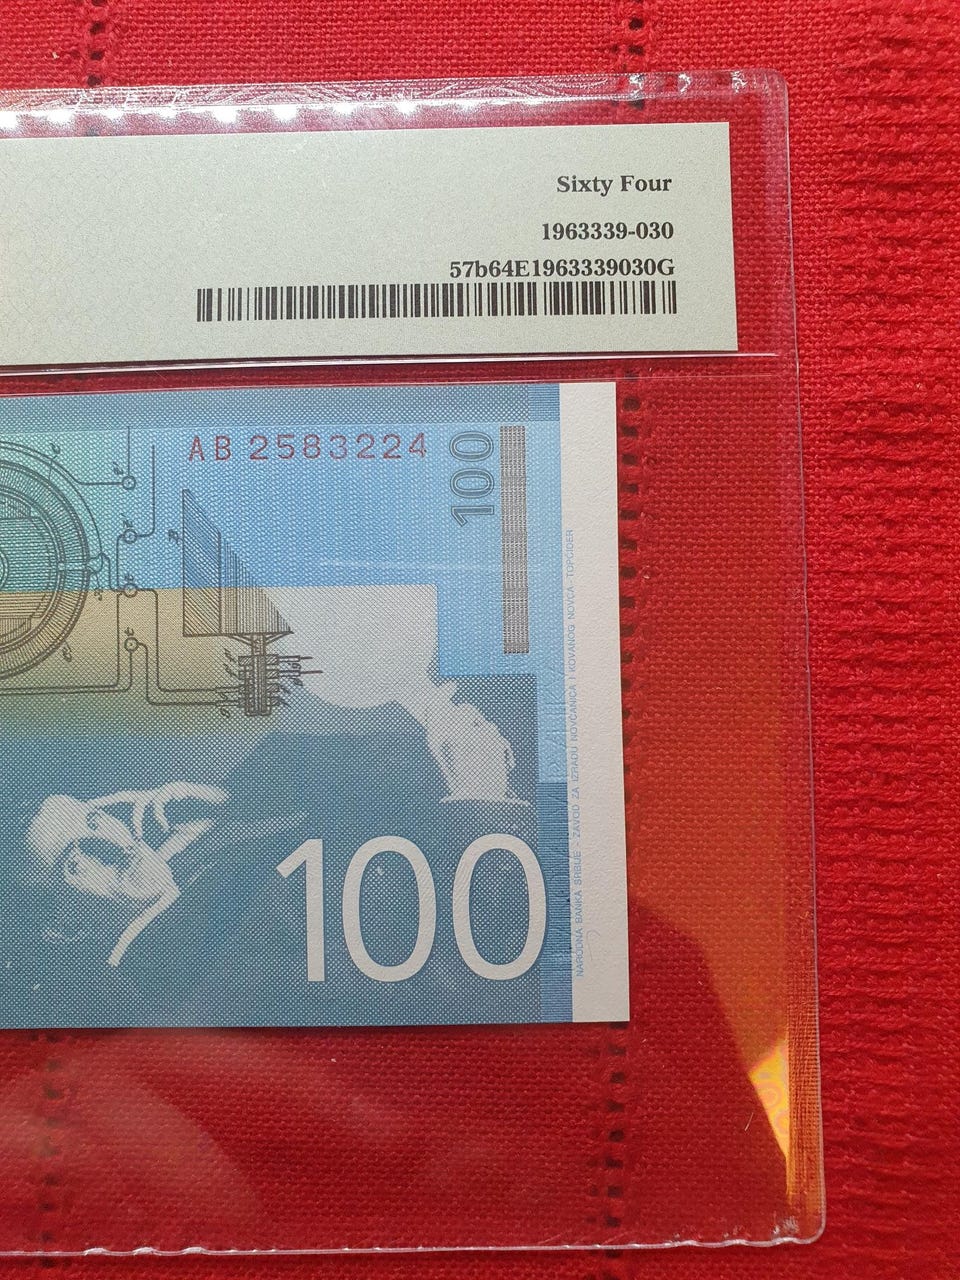 Sixty Four
1963339-030
57b64E1963339030G
AB 2583224
100
NARODNA BANKA SRBIJE - ZAVOD ZA IZRADU NOVČANICA I KOVANOG NOVCA - TOPČIDER
100